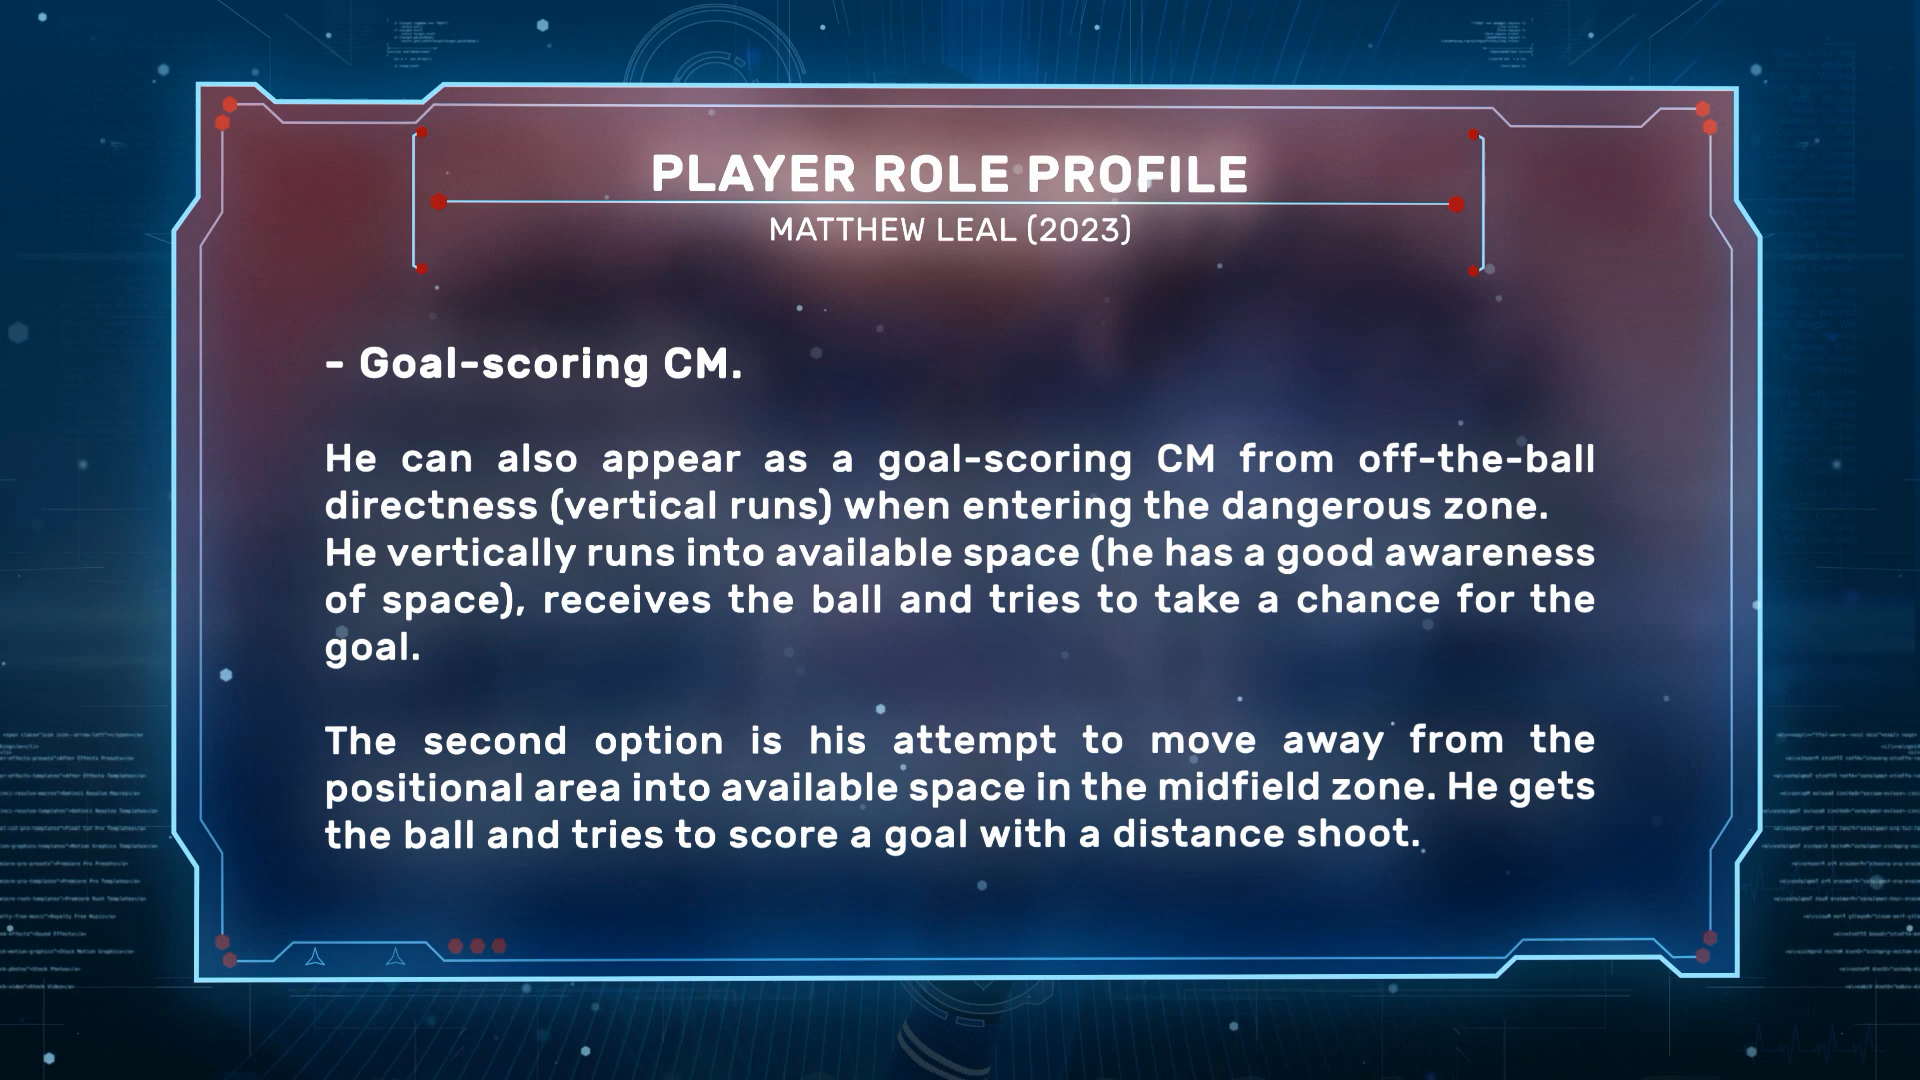 PLAYER ROLE PROFILE
MATTHEW LEAL (2023)
- Goal-scoring CM.
He can also appear as a goal-scoring CM from off-the-ball
directness (vertical runs) when entering the dangerous zone.
He vertically runs into available space (he has a good awareness
of space), receives the ball and tries to take a chance for the
goal.
The second option is his attempt to move away from the
positional area into available space in the midfield zone. He gets
the ball and tries to score a goal with a distance shoot.